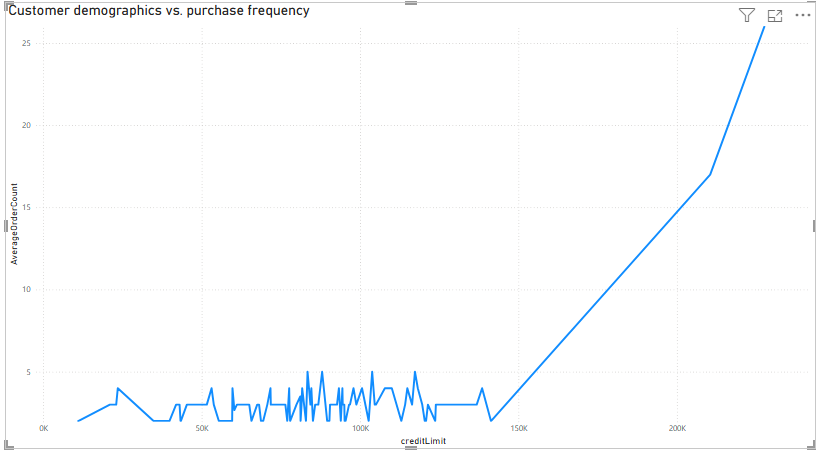 Customer demographics vs. purchase frequency
25
20
15
10
5
AverageOrderCount
0K 50K 100K 150K 200K
creditLimit